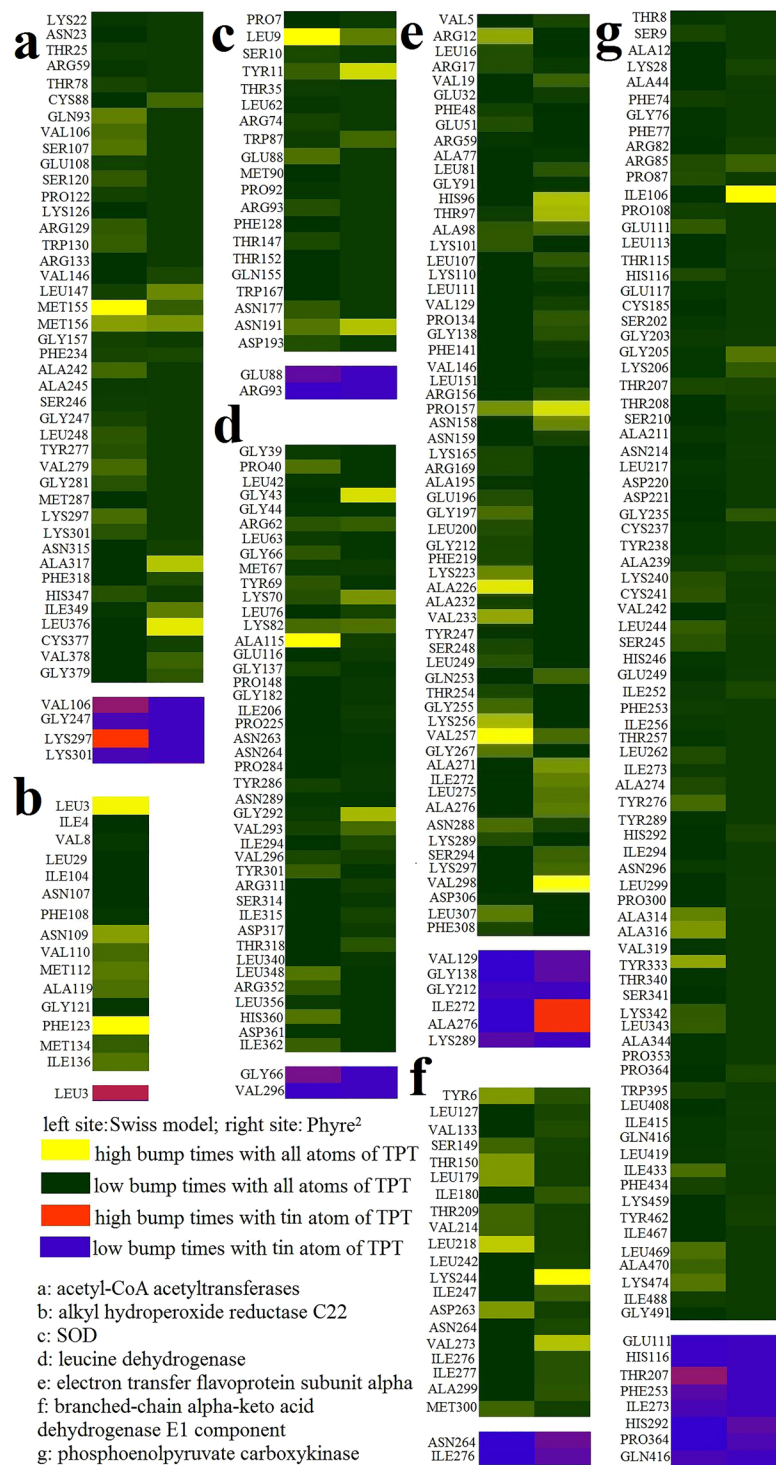 a
LYS22
ASN23
THR25
ARG59
THR78
CYS88
GLN93
VAL106
SER107
GLU108
SER120
PRO122
LYS126
ARG129
TRP130
ARG133
VAL146
LEU147
MET155
MET156
GLY157
PHE234
ALA242
ALA245
SER246
GLY247
LEU248
TYR277
VAL279
GLY281
MET287
LYS297
LYS301
ASN315
ALA317
PHE318
HIS347
ILE349
LEU376
CYS377
VAL378
GLY379
VAL106
GLY247
LYS297
LYS301
b
LEU3
ILE4
VAL8
LEU29
ILE104
ASN107
PHE108
ASN109
VAL110
MET112
ALA119
GLY121
PHE123
MET134
ILE136
LEU3
c
PRO7
LEU9
SER10
TYR11
THR35
LEU62
ARG74
TRP87
GLU88
MET90
PRO92
ARG93
PHE128
THR147
THR152
GLN155
TRP167
ASN177
ASN191
ASP193
GLU88
ARG93
d
GLY39
PRO40
LEU42
GLY43
GLY44
ARG62
LEU63
GLY66
MET67
TYR69
LYS70
LEU76
LYS82
ALA115
GLU116
GLY137
PRO148
GLY182
ILE206
PRO225
ASN263
ASN264
PRO284
TYR286
ASN289
GLY292
VAL293
ILE294
VAL296
TYR301
ARG311
SER314
ILE315
ASP317
THR318
LEU340
LEU348
ARG352
LEU356
HIS360
ASP361
ILE362
GLY66
VAL296
e
VAL5
ARG12
LEU16
ARG17
VAL19
GLU32
PHE48
GLU51
ARG59
ALA77
LEU81
GLY91
HIS96
THR97
ALA98
LYS101
LEU107
LYS110
LEU111
VAL129
PRO134
GLY138
PHE141
VAL146
LEU151
ARG156
PRO157
ASN158
ASN159
LYS165
ARG169
ALA195
GLU196
GLY197
LEU200
GLY212
PHE219
LYS223
ALA226
ALA232
VAL233
TYR247
SER248
LEU249
GLN253
THR254
GLY255
LYS256
VAL257
GLY267
ALA271
ILE272
LEU275
ALA276
ASN288
LYS289
SER294
LYS297
VAL298
ASP306
LEU307
PHE308
VAL129
GLY138
GLY212
ILE272
ALA276
LYS289
f
TYR6
LEU127
VAL133
SER149
THR150
LEU179
ILE180
THR209
VAL214
LEU218
LEU242
LYS244
ILE247
ASP263
ASN264
VAL273
ILE276
ILE277
ALA299
MET300
ASN264
ILE276
g
THR8
SER9
ALA12
LYS28
ALA44
PHE74
GLY76
PHE77
ARG82
ARG85
PRO87
ILE106
PRO108
GLU111
LEU113
THR115
HIS116
GLU117
CYS185
SER202
GLY203
GLY205
LYS206
THR207
THR208
SER210
ALA211
ASN214
LEU217
ASP220
ASP221
GLY235
CYS237
TYR238
ALA239
LYS240
CYS241
VAL242
LEU244
SER245
HIS246
GLU249
ILE252
PHE253
ILE256
THR257
LEU262
ILE273
ALA274
TYR276
TYR289
HIS292
ILE294
ASN296
LEU299
PRO300
ALA314
ALA316
VAL319
TYR333
THR340
SER341
LYS342
LEU343
ALA344
PRO353
PRO364
TRP395
LEU408
ILE415
GLN416
LEU419
ILE433
PHE434
LYS459
TYR462
ILE467
LEU469
ALA470
LYS474
ILE488
GLY491
GLU111
HIS116
THR207
PHE253
ILE273
HIS292
PRO364
GLN416
left site:Swiss model; right site: Phyre²
high bump times with all atoms of TPT
low bump times with all atoms of TPT
high bump times with tin atom of TPT
low bump times with tin atom of TPT
a: acetyl-CoA acetyltransferases
b: alkyl hydroperoxide reductase C22
c: SOD
d: leucine dehydrogenase
e: electron transfer flavoprotein subunit alpha
f: branched-chain alpha-keto acid
dehydrogenase E1 component
g: phosphoenolpyruvate carboxykinase